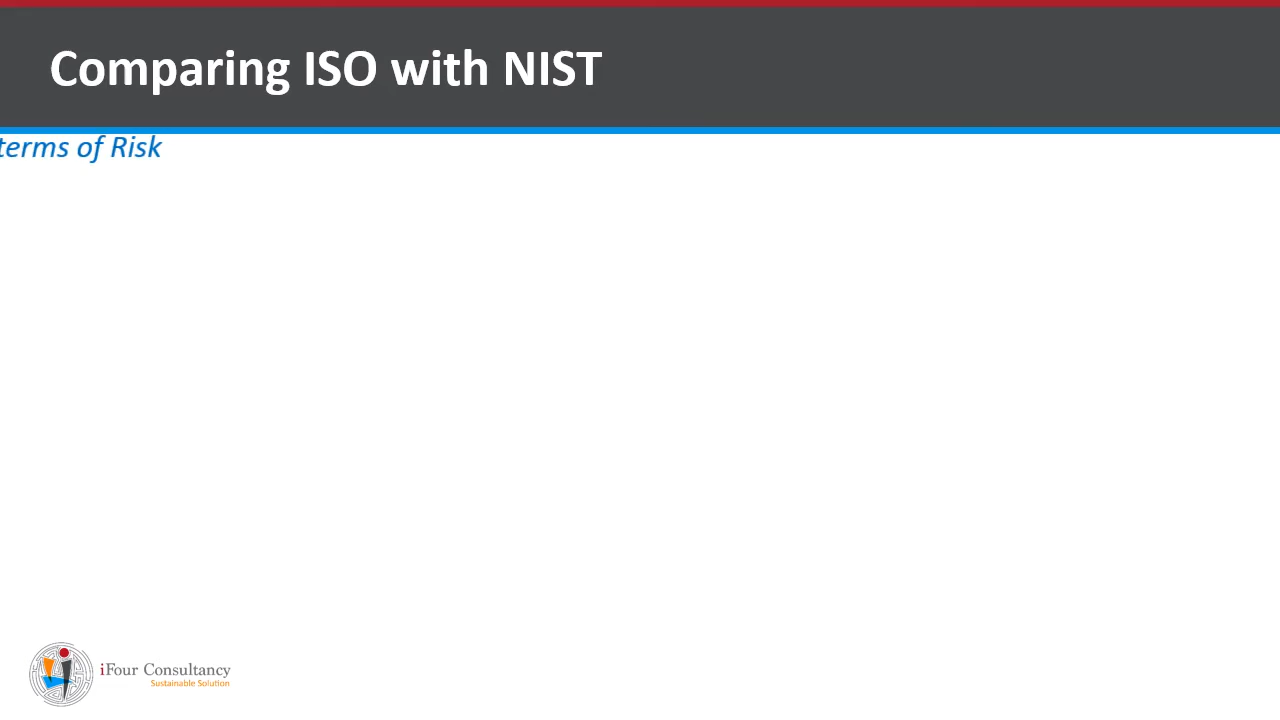 Comparing ISO with NIST
terms of Risk
iFour Consultancy
Sustainable Solution